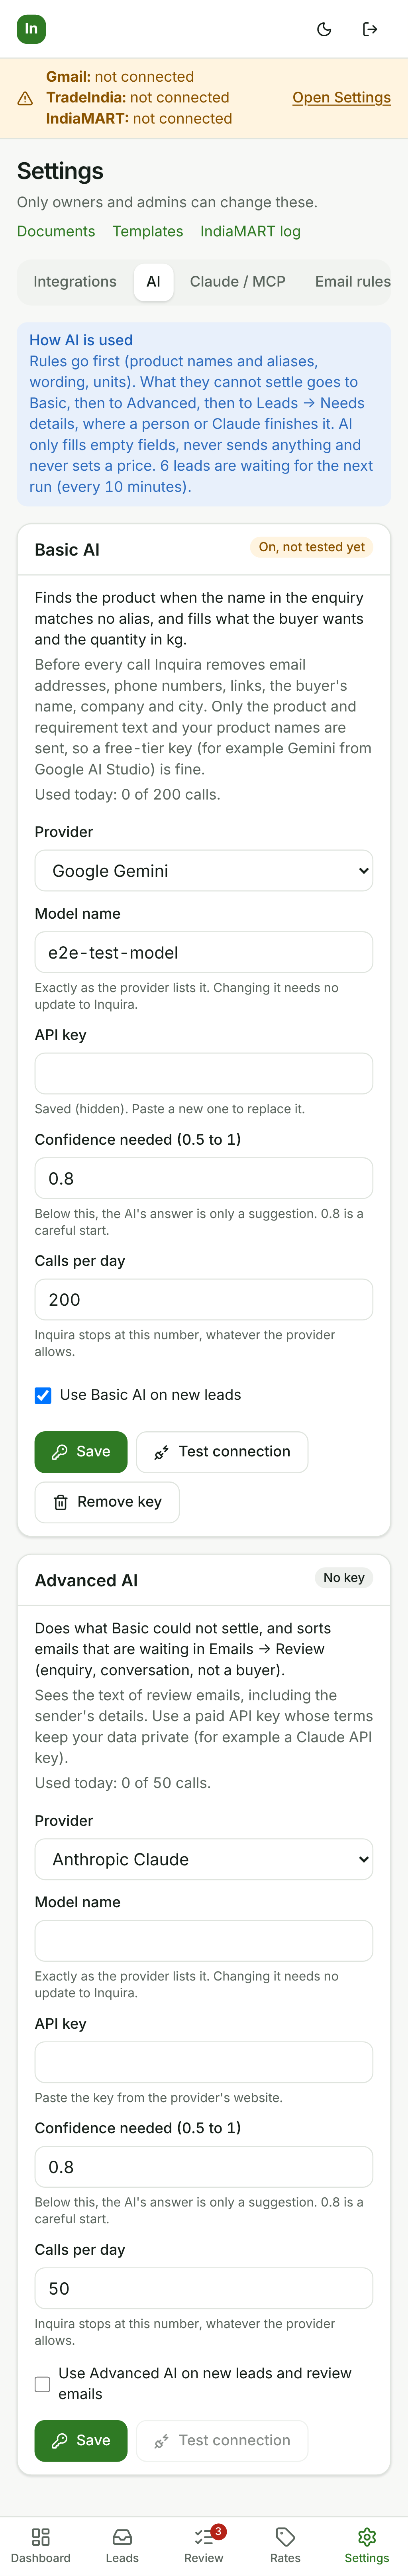 In
Gmail: not connected
TradeIndia: not connected
IndiaMART: not connected
Open Settings
Settings
Only owners and admins can change these.
Documents Templates IndiaMART log
Integrations AI Claude / MCP Email rules
How AI is used
Rules go first (product names and aliases,
wording, units). What they cannot settle goes to
Basic, then to Advanced, then to Leads → Needs
details, where a person or Claude finishes it. AI
only fills empty fields, never sends anything and
never sets a price. 6 leads are waiting for the next
run (every 10 minutes).
Basic AI
On, not tested yet
Finds the product when the name in the enquiry
matches no alias, and fills what the buyer wants
and the quantity in kg.
Before every call Inquira removes email
addresses, phone numbers, links, the buyer's
name, company and city. Only the product and
requirement text and your product names are
sent, so a free-tier key (for example Gemini from
Google AI Studio) is fine.
Used today: 0 of 200 calls.
Provider
Google Gemini
Model name
e2e-test-model
Exactly as the provider lists it. Changing it needs no
update to Inquira.
API key
Saved (hidden). Paste a new one to replace it.
Confidence needed (0.5 to 1)
0.8
Below this, the AI's answer is only a suggestion. 0.8 is a
careful start.
Calls per day
200
Inquira stops at this number, whatever the provider
allows.
Use Basic AI on new leads
Save Test connection
Remove key
Advanced AI
No key
Does what Basic could not settle, and sorts
emails that are waiting in Emails → Review
(enquiry, conversation, not a buyer).
Sees the text of review emails, including the
sender's details. Use a paid API key whose terms
keep your data private (for example a Claude API
key).
Used today: 0 of 50 calls.
Provider
Anthropic Claude
Model name
Exactly as the provider lists it. Changing it needs no
update to Inquira.
API key
Paste the key from the provider's website.
Confidence needed (0.5 to 1)
0.8
Below this, the AI's answer is only a suggestion. 0.8 is a
careful start.
Calls per day
50
Inquira stops at this number, whatever the provider
allows.
Use Advanced AI on new leads and review
emails
Save Test connection
3
Dashboard Leads Review Rates Settings